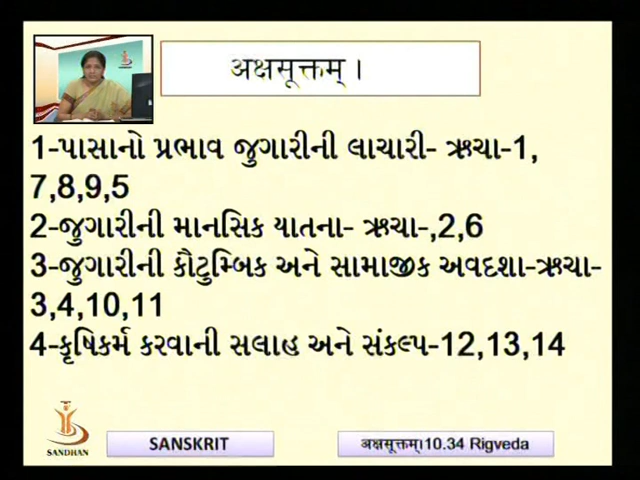 अक्षसूक्तम् ।
1-પાસાનો પ્રભાવ જુગારીની લાચારી- ઋચા-1,
7,8,9,5
2-જુગારીની માનસિક યાતના- ઋચા-,2,6
3-જુગારીની કૌટુમ્બિક અને સામાજીક અવદશા-ઋચા-
3,4,10,11
4-કૃષિકર્મ કરવાની સલાહ અને સંકલ્પ-12,13,14
SANDHAN
SANSKRIT
अक्षसूक्तम्।10.34 Rigveda